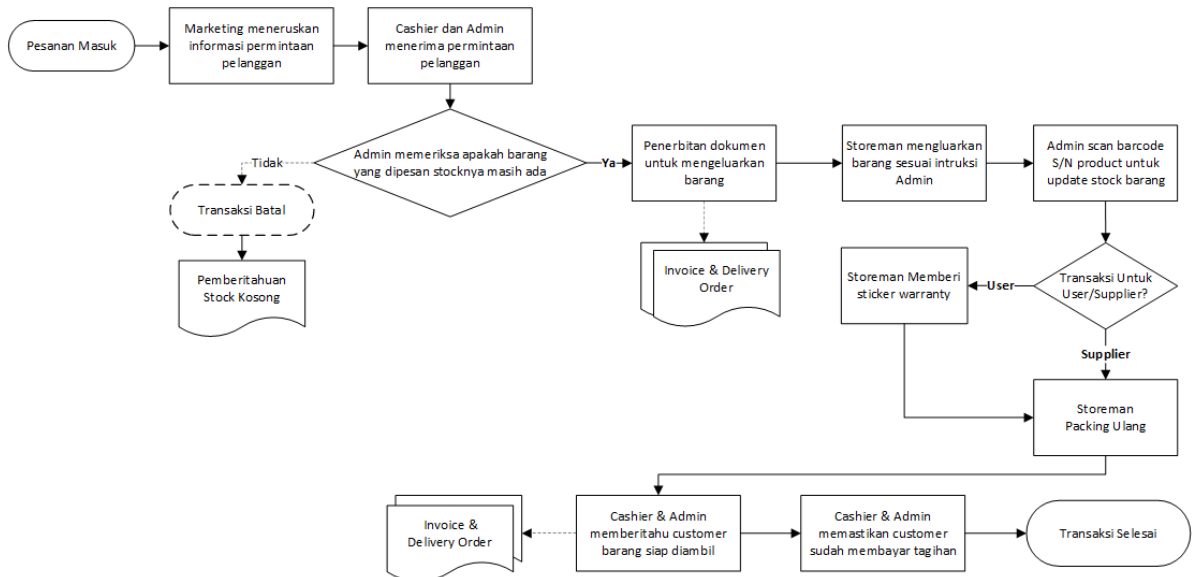 Pesanan Masuk
Marketing meneruskan
informasi permintaan
pelanggan
Cashier dan Admin
menerima permintaan
pelanggan
Admin memeriksa apakah barang
yang dipesan stocknya masih ada
Tidak
Transaksi Batal
Pemberitahuan
Stock Kosong
Ya
Penerbitan dokumen
untuk mengeluarkan
barang
Invoice & Delivery
Order
Storeman mengluarkan
barang sesuai intruksi
Admin
Admin scan barcode
S/N product untuk
update stock barang
Transaksi Untuk
User/Supplier?
User
Storeman Memberi
sticker warranty
Supplier
Storeman
Packing Ulang
Cashier & Admin
memberitahu customer
barang siap diambil
Invoice &
Delivery Order
Cashier & Admin
memastikan customer
sudah membayar tagihan
Transaksi Selesai